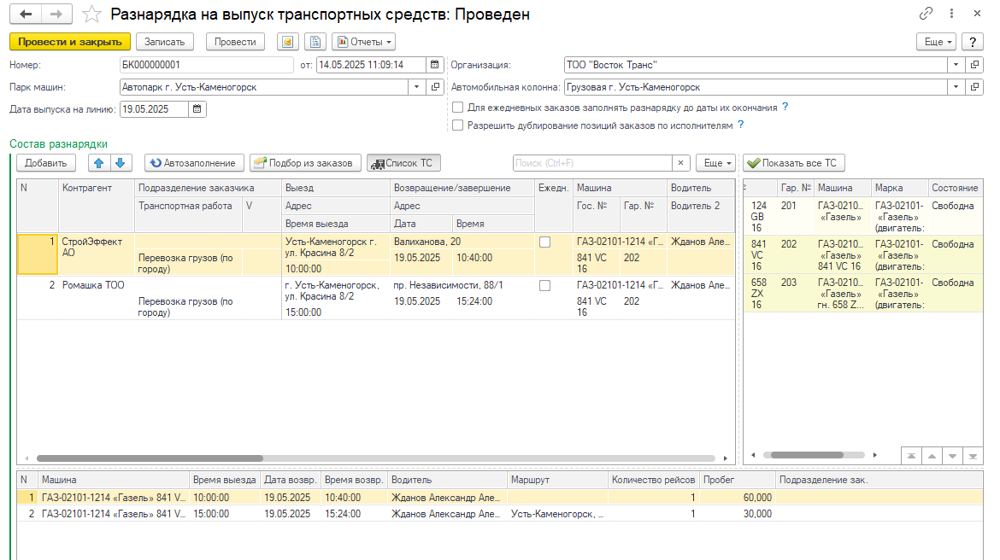 Разнарядка на выпуск транспортных средств: Проведен
Провести и закрыть Записать Провести Отчеты Еще ?
Номер: БК000000001 от: 14.05.2025 11:09:14 Организация: ТОО "Восток Транс"
Парк машин: Автопарк г. Усть-Каменогорск Автомобильная колонна: Грузовая г. Усть-Каменогорск
Дата выпуска на линию: 19.05.2025 Для ежедневных заказов заполнять разнарядку до даты их окончания ?
Разрешить дублирование позиций заказов по исполнителям ?
Состав разнарядки
Добавить Автозаполнение Подбор из заказов Список ТС Поиск (Ctrl+F) × Еще Показать все ТС
N Контрагент Подразделение заказчика Выезд Возвращение/завершение Ежедн. Машина Водитель
Транспортная работа V Адрес Адрес Гос. № Гар. № Водитель 2
Время выезда Дата Время
1 СтройЭффект АО Усть-Каменогорск г. ул. Красина 8/2 Валиханова, 20 ГАЗ-02101-1214 «Г... Жданов Але...
Перевозка грузов (по городу) 10:00:00 19.05.2025 10:40:00 841 VC 16 202
2 Ромашка ТОО г. Усть-Каменогорск, ул. Красина 8/2 пр. Независимости, 88/1 ГАЗ-02101-1214 «Г... Жданов Але...
Перевозка грузов (по городу) 15:00:00 19.05.2025 15:24:00 841 VC 16 202
Гар. № Машина Марка Состояние
124 GB 16 201 ГАЗ-0210... «Газель» ГАЗ-02101- «Газель» (двигатель: Свободна
841 VC 16 202 ГАЗ-0210... «Газель» 841 VC 16 ГАЗ-02101- «Газель» (двигатель: Свободна
658 ZX 16 203 ГАЗ-0210... «Газель» гн. 658 Z... ГАЗ-02101- «Газель» (двигатель: Свободна
N Машина Время выезда Дата возвр. Время возвр. Водитель Маршрут Количество рейсов Пробег Подразделение зак.
1 ГАЗ-02101-1214 «Газель» 841 V... 10:00:00 19.05.2025 10:40:00 Жданов Александр Але... 1 60,000
2 ГАЗ-02101-1214 «Газель» 841 V... 15:00:00 19.05.2025 15:24:00 Жданов Александр Але... Усть-Каменогорск, ... 1 30,000